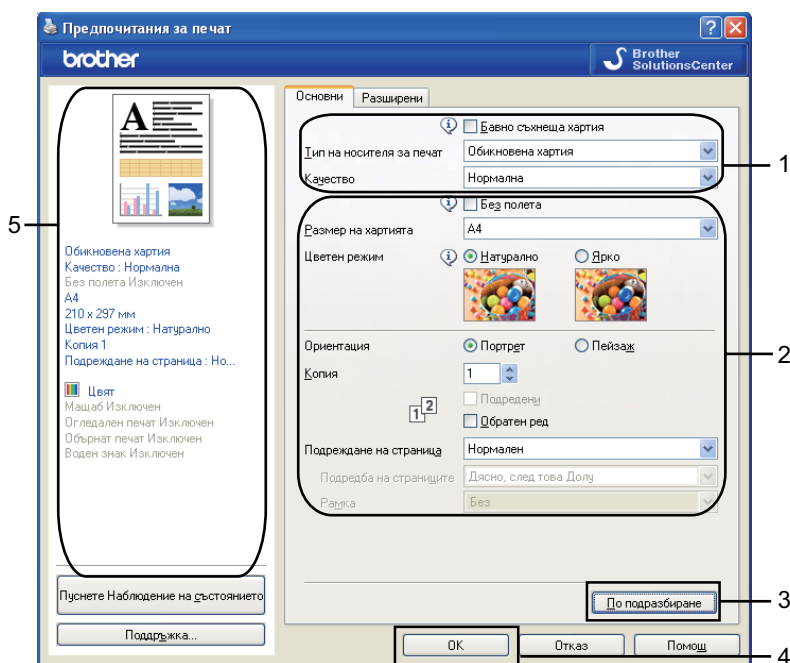 Предпочитания за печат
brother
Brother
SolutionsCenter
Основни Разширени
Бавно съхнеща хартия
Тип на носителя за печат Обикновена хартия
Качество Нормална
1
Без полета
Размер на хартията A4
Цветен режим Натурално Ярко
Ориентация Портрет Пейзаж
2
Копия 1
Подредени
12
Обратен ред
Подреждане на страница Нормален
Подредба на страниците Дясно, след това Долу
Рамка Без
A
5
Обикновена хартия
Качество : Нормална
Без полета Изключен
A4
210 x 297 мм
Цветен режим : Натурално
Копия 1
Подреждане на страница : Но...
Цвят
Мащаб Изключен
Огледален печат Изключен
Обърнат печат Изключен
Воден знак Изключен
Пуснете Наблюдение на състоянието
Поддръжка...
По подразбиране 3
OK Отказ Помощ 4